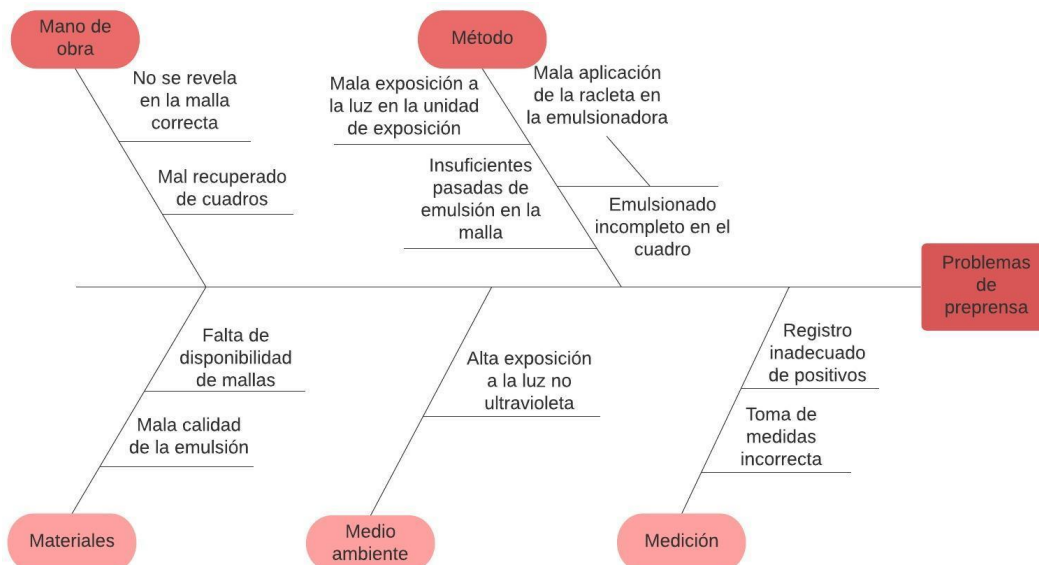 Mano de
obra
No se revela
en la malla
correcta
Mal recuperado
de cuadros
Método
Mala exposición a
la luz en la unidad
de exposición
Insuficientes
pasadas de
emulsión en la
malla
Mala aplicación
de la racleta en
la emulsionadora
Emulsionado
incompleto en el
cuadro
Problemas
de
preprensa
Falta de
disponibilidad
de mallas
Mala calidad
de la emulsión
Materiales
Alta exposición
a la luz no
ultravioleta
Medio
ambiente
Registro
inadecuado
de positivos
Toma de
medidas
incorrecta
Medición